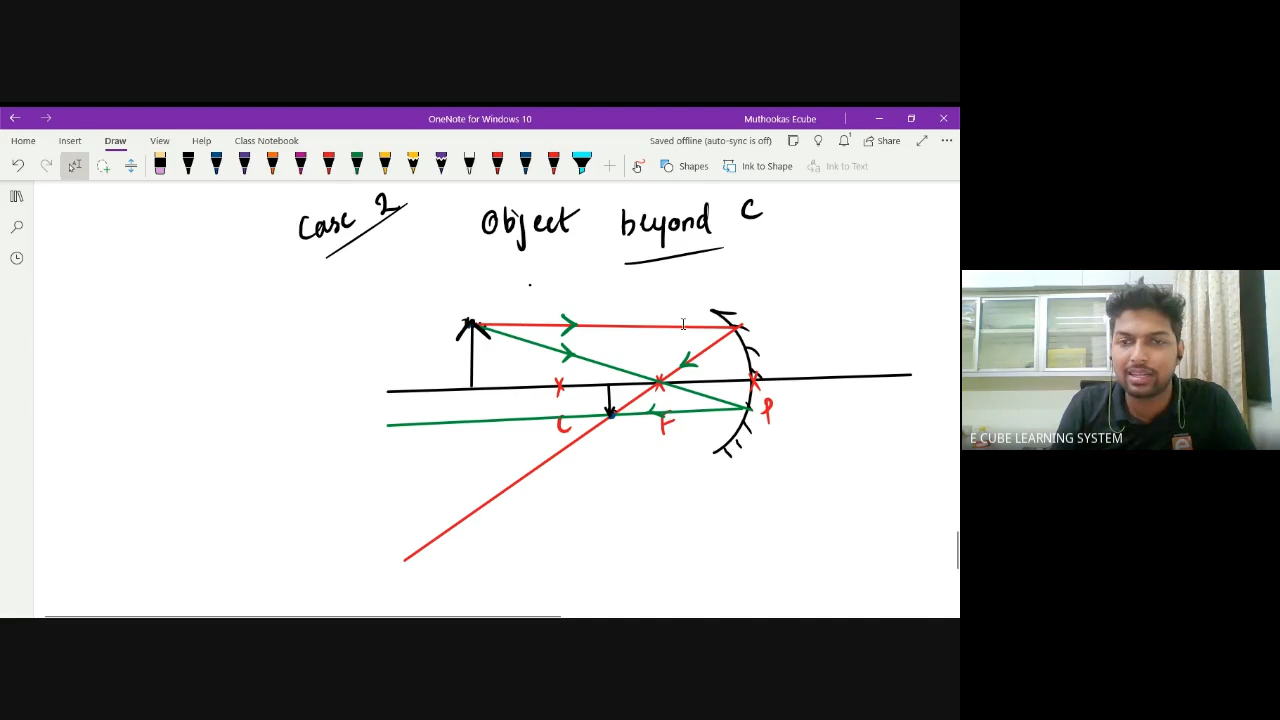 OneNote for Windows 10
Muthookas Ecube
Home Insert Draw View Help Class Notebook
Saved offline (auto-sync is off)
Share
Shapes
Ink to Shape
Ink to Text
Case 2 Object beyond C
C F P
E CUBE LEARNING SYSTEM